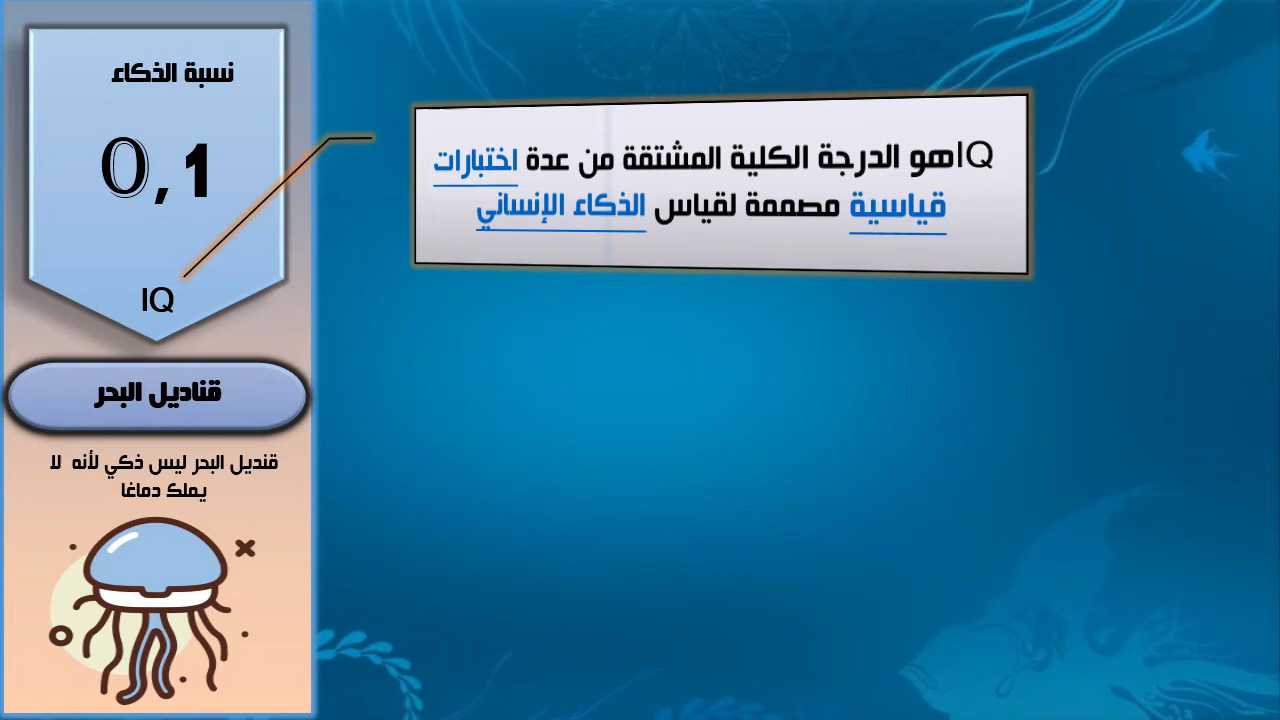 نسبة الذكاء
0,1
IQ
قناديل البحر
قنديل البحر ليس ذكي لأنه لا
يملك دماغا
IQهو الدرجة الكلية المشتقة من عدة اختبارات
قياسية مصممة لقياس الذكاء الإنساني